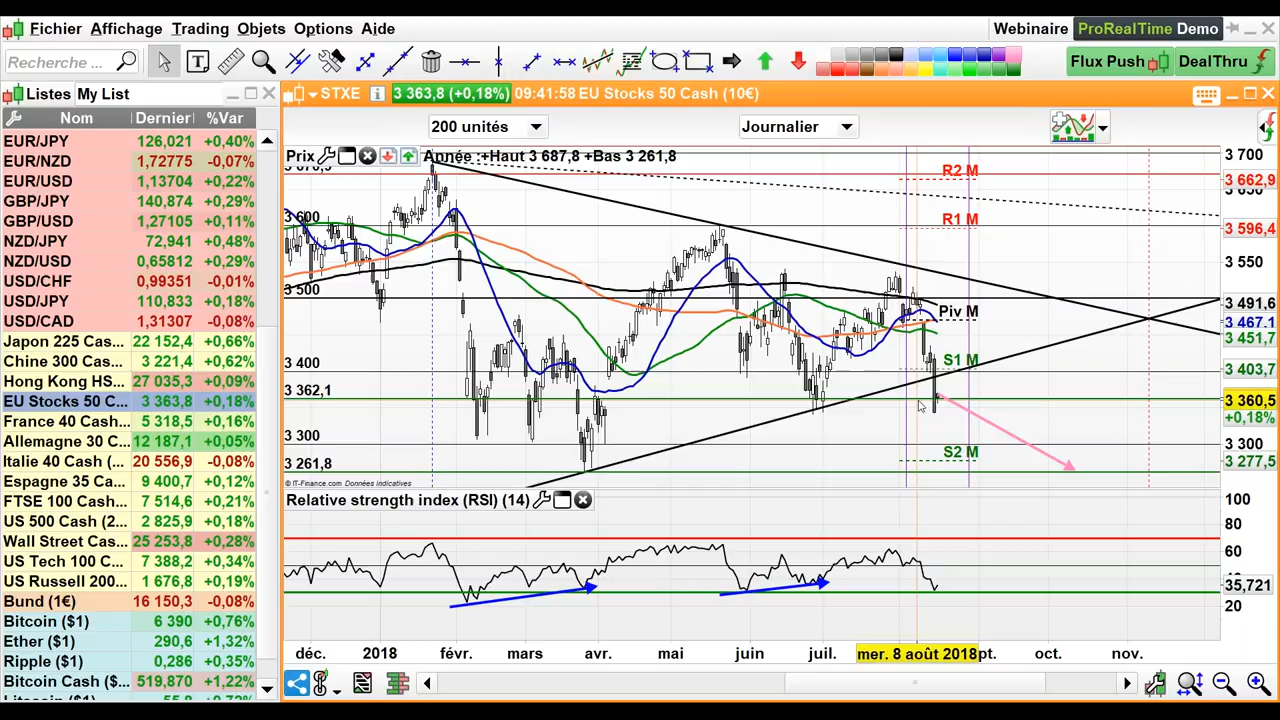 Fichier Affichage Trading Objets Options Aide Webinaire ProRealTime Demo
Recherche ... T Flux Push DealThru
Listes My List STXE 3 363,8 (+0,18%) 09:41:58 EU Stocks 50 Cash (10€)
Nom Dernier %Var
200 unités Journalier
EUR/JPY 126,021 +0,40%
EUR/NZD 1,72775 -0,07%
EUR/USD 1,13704 +0,22%
GBP/JPY 140,874 +0,29%
GBP/USD 1,27105 +0,11%
NZD/JPY 72,941 +0,48%
NZD/USD 0,65812 +0,29%
USD/CHF 0,99351 -0,01%
USD/JPY 110,833 +0,18%
USD/CAD 1,31307 -0,08%
Japon 225 Cas... 22 152,4 +0,66%
Chine 300 Cas... 3 221,4 +0,62%
Hong Kong HS... 27 035,3 +0,09%
EU Stocks 50 C... 3 363,8 +0,18%
France 40 Cash... 5 318,5 +0,16%
Allemagne 30 C... 12 187,1 +0,05%
Italie 40 Cash (... 20 556,9 -0,08%
Espagne 35 Ca... 9 400,7 +0,12%
FTSE 100 Cash... 7 514,6 +0,21%
US 500 Cash (2... 2 825,9 +0,18%
Wall Street Cas... 25 253,8 +0,28%
US Tech 100 C... 7 388,2 +0,34%
US Russell 200... 1 676,8 +0,19%
Bund (1€) 16 150,3 -0,08%
Bitcoin ($1) 6 390 +0,76%
Ether ($1) 290,6 +1,32%
Ripple ($1) 0,286 +0,35%
Bitcoin Cash ($... 519,870 +1,22%
Prix Année : +Haut 3 687,8 +Bas 3 261,8
3 600
3 500
3 400
3 362,1
3 300
3 261,8
© IT-Finance.com Données indicatives
R2 M
R1 M
Piv M
S1 M
S2 M
3 700
3 662,9
3 650
3 596,4
3 550
3 491,6
3 467,1
3 451,7
3 403,7
3 360,5
+0,18%
3 300
3 277,5
Relative strength index (RSI) (14)
100
80
60
35,721
20
déc. 2018 févr. mars avr. mai juin juil. mer. 8 août 2018 pt. oct. nov.